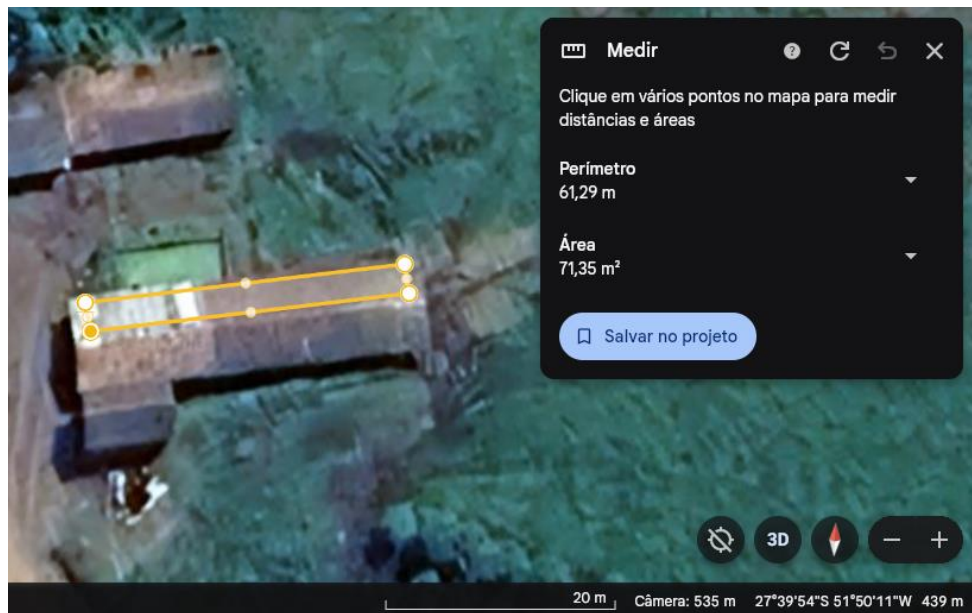 Medir
Clique em vários pontos no mapa para medir
distâncias e áreas
Perímetro
61,29 m
Área
71,35 m²
Salvar no projeto
3D
20 m
Câmera: 535 m 27°39'54"S 51°50'11"W 439 m